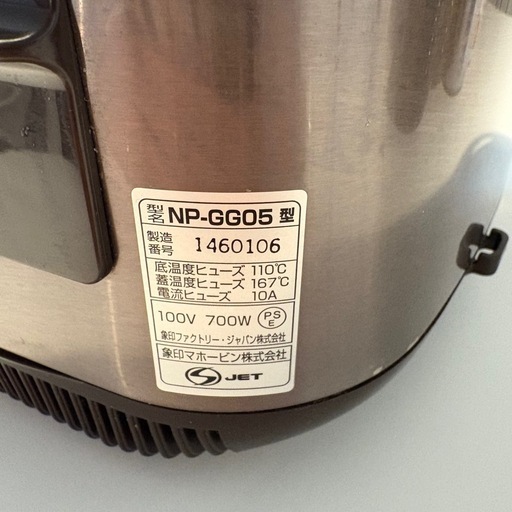 型名 NP-GG05 型
製造番号 1460106
底温度ヒューズ 110℃
蓋温度ヒューズ 167℃
電流ヒューズ 10A
100V 700W PSE
象印ファクトリー・ジャパン株式会社
象印マホービン株式会社
JET